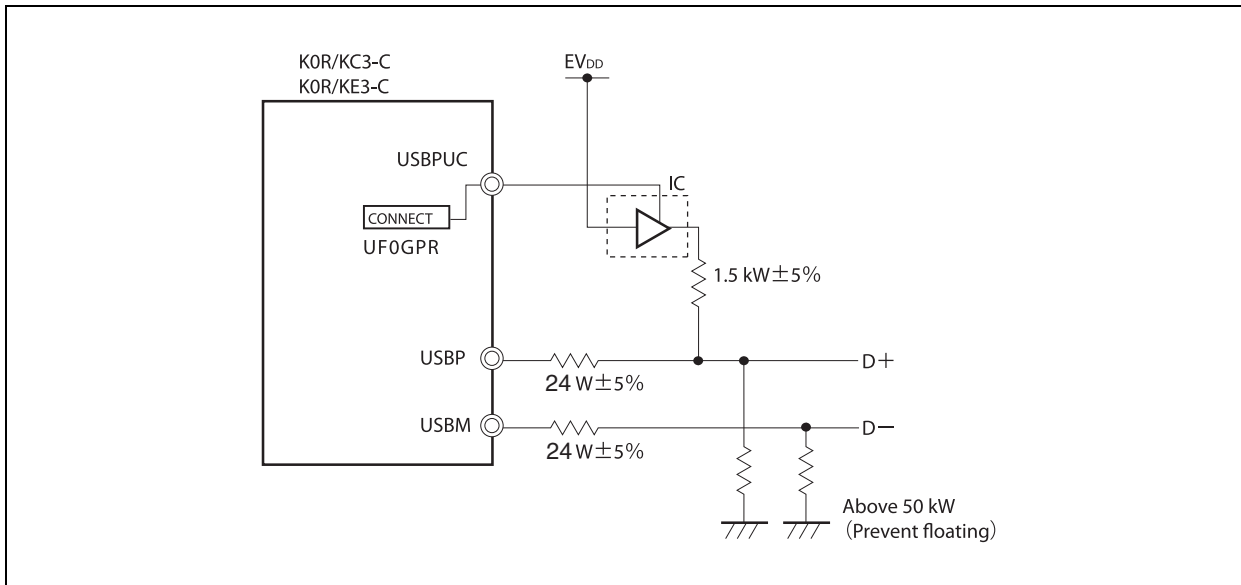 K0R/KC3-C
K0R/KE3-C
EVDD
USBPUC
IC
CONNECT
UF0GPR
1.5 kW±5%
USBP
D+
24 W±5%
USBM
D−
24 W±5%
Above 50 kW
(Prevent floating)